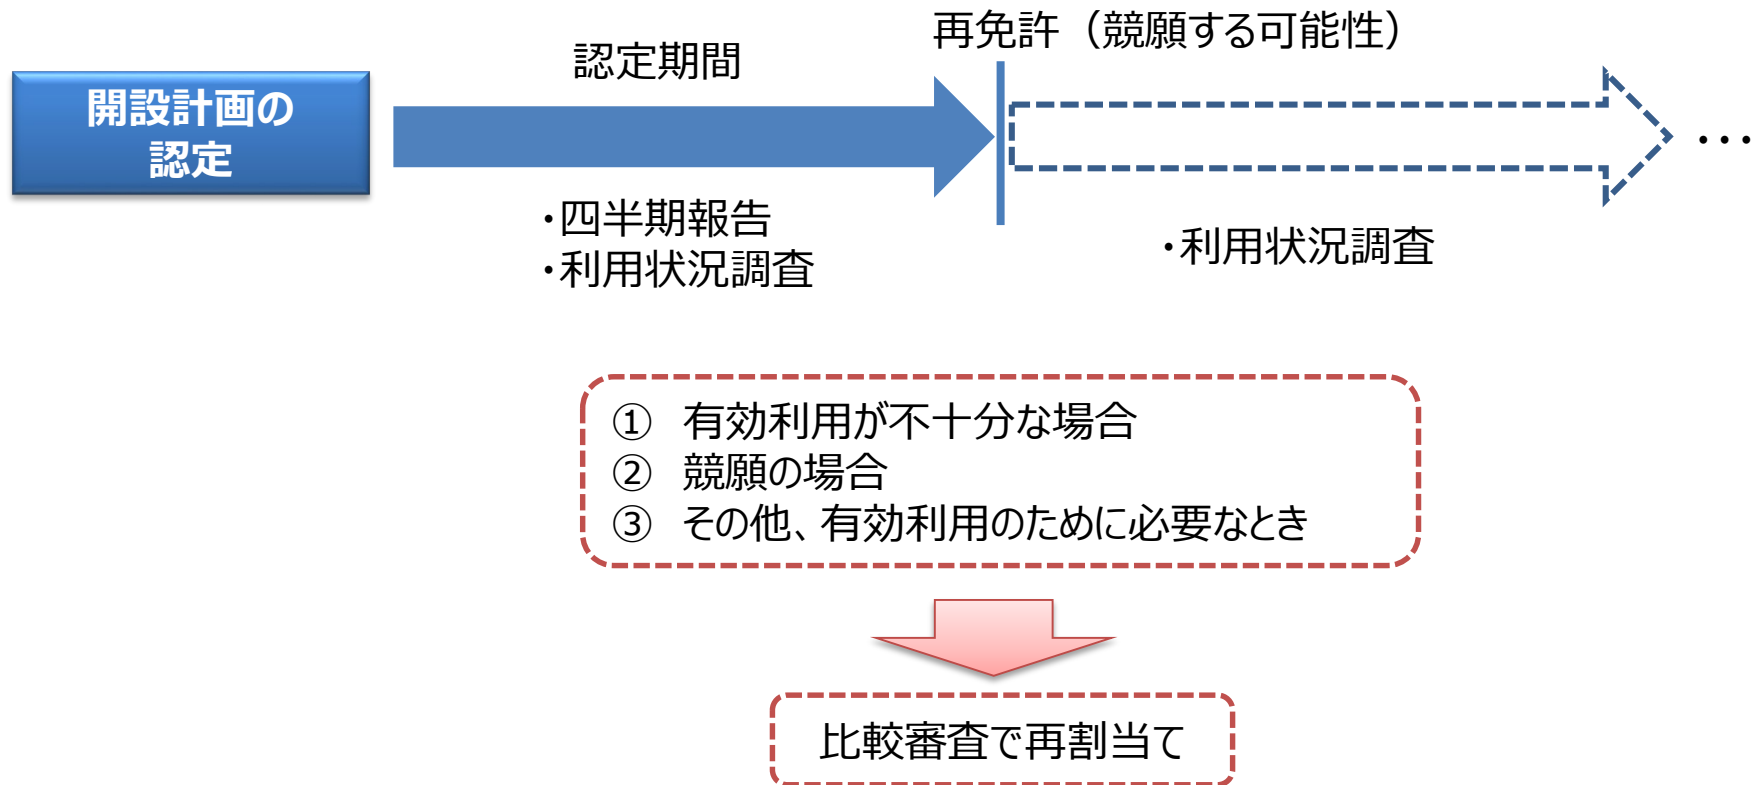 再免許（競願する可能性）
認定期間
開設計画の
認定
・・・
・四半期報告
・利用状況調査
・利用状況調査
① 有効利用が不十分な場合
② 競願の場合
③ その他、有効利用のために必要なとき
比較審査で再割当て